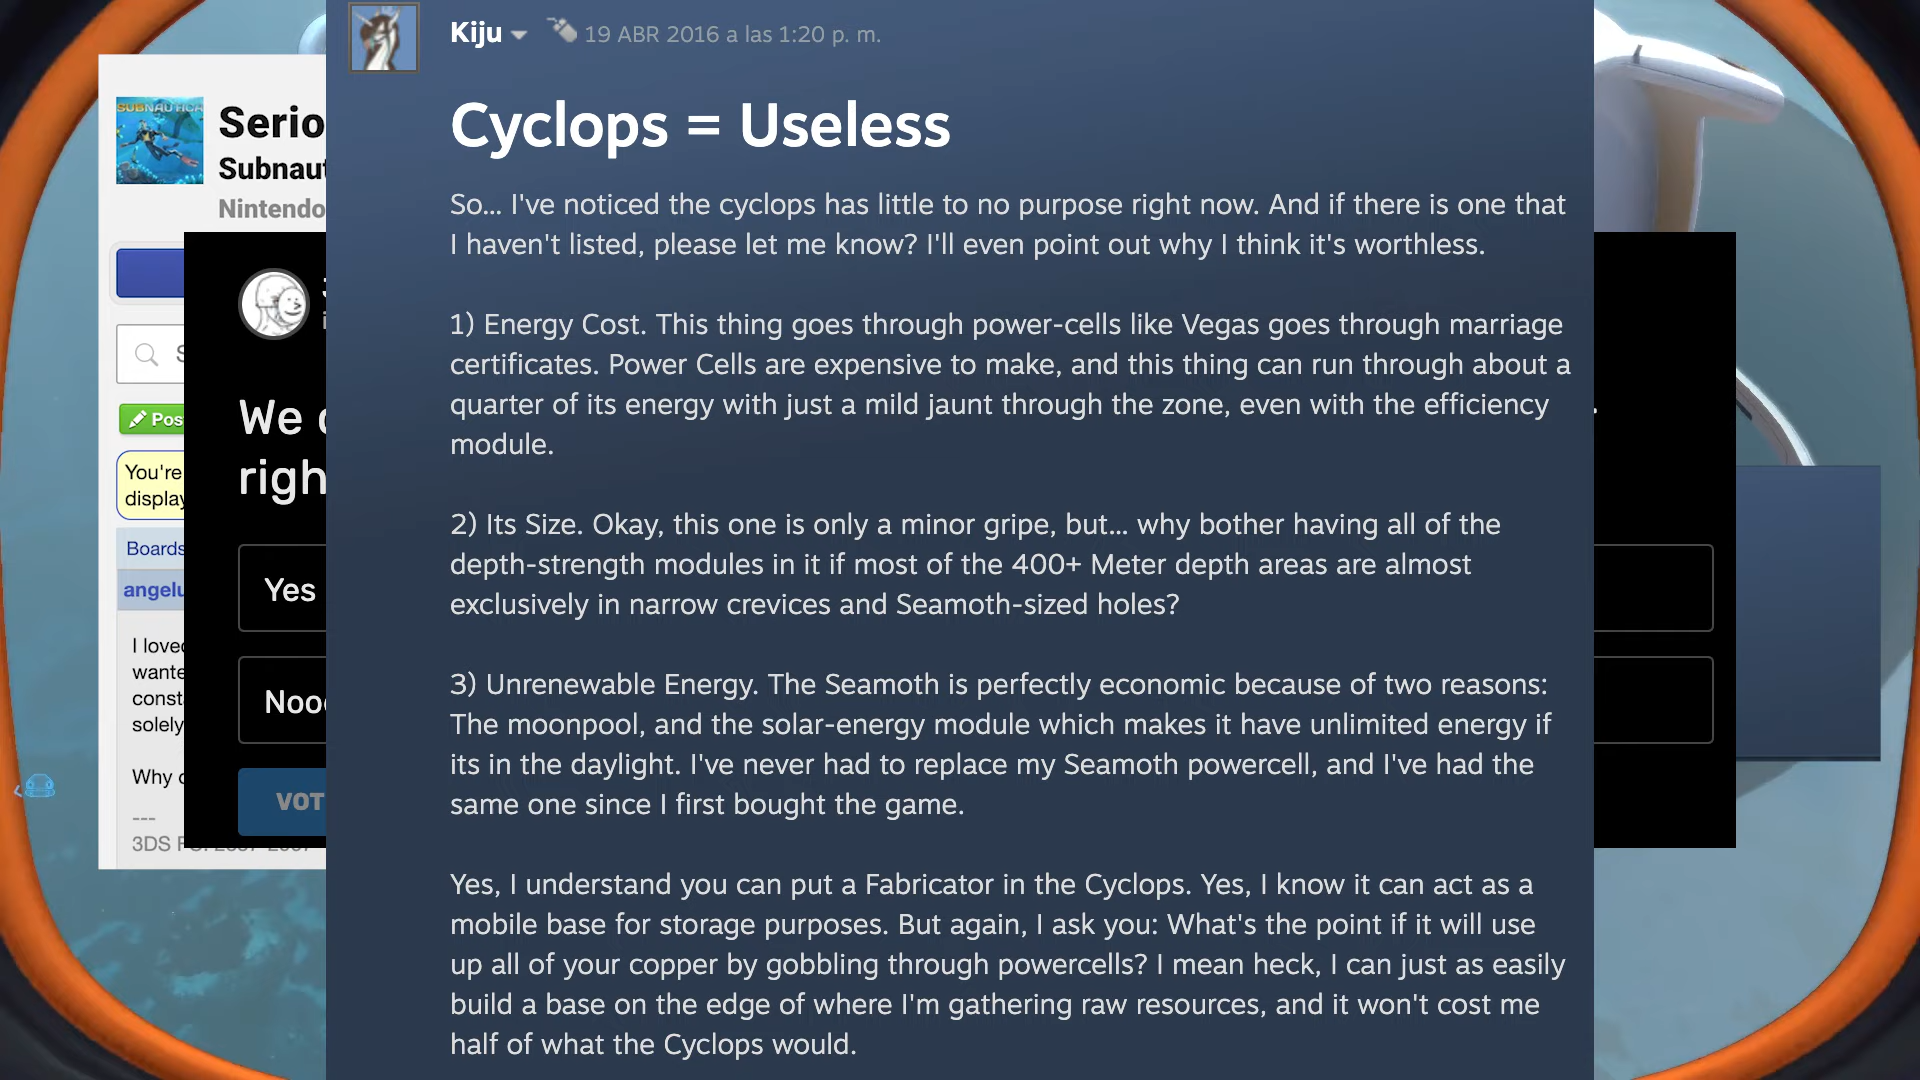 Kiju
19 ABR 2016 a las 1:20 p. m.
Cyclops = Useless
So... I've noticed the cyclops has little to no purpose right now. And if there is one that
I haven't listed, please let me know? I'll even point out why I think it's worthless.
1) Energy Cost. This thing goes through power-cells like Vegas goes through marriage
certificates. Power Cells are expensive to make, and this thing can run through about a
quarter of its energy with just a mild jaunt through the zone, even with the efficiency
module.
2) Its Size. Okay, this one is only a minor gripe, but... why bother having all of the
depth-strength modules in it if most of the 400+ Meter depth areas are almost
exclusively in narrow crevices and Seamoth-sized holes?
3) Unrenewable Energy. The Seamoth is perfectly economic because of two reasons:
The moonpool, and the solar-energy module which makes it have unlimited energy if
its in the daylight. I've never had to replace my Seamoth powercell, and I've had the
same one since I first bought the game.
Yes, I understand you can put a Fabricator in the Cyclops. Yes, I know it can act as a
mobile base for storage purposes. But again, I ask you: What's the point if it will use
up all of your copper by gobbling through powercells? I mean heck, I can just as easily
build a base on the edge of where I'm gathering raw resources, and it won't cost me
half of what the Cyclops would.
SUBNAUTICA
Serio
Subnaut
Nintendo
Pos
You're
display
Boards
angelu
I loved
wante
const
solely
Why
---
3DS
We
righ
Yes
Nooo
VOT